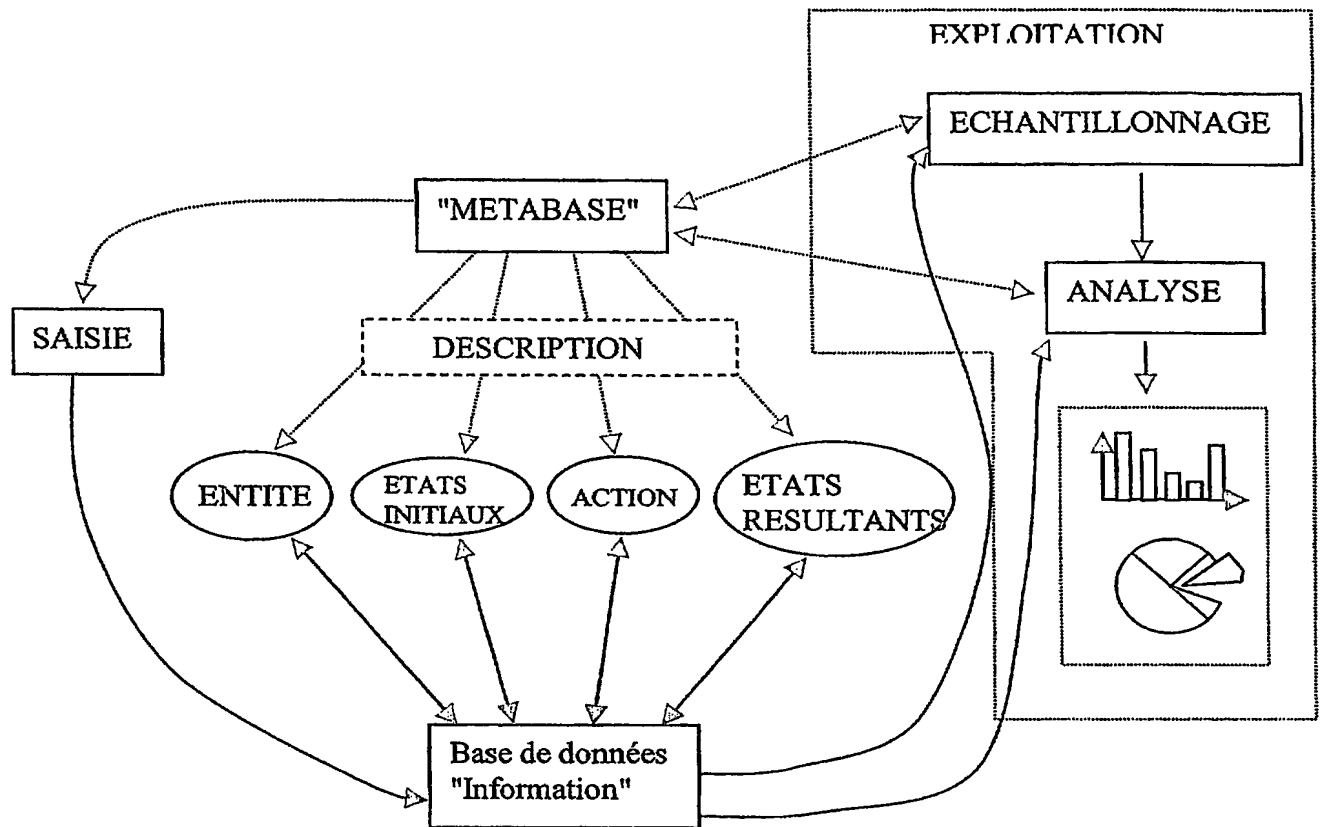 EXPLOITATION
ECHANTILLONNAGE
"METABASE"
ANALYSE
SAISIE
DESCRIPTION
ENTITE
ETATS
INITIAUX
ACTION
ETATS
RESULTANTS
Base de données
"Information"